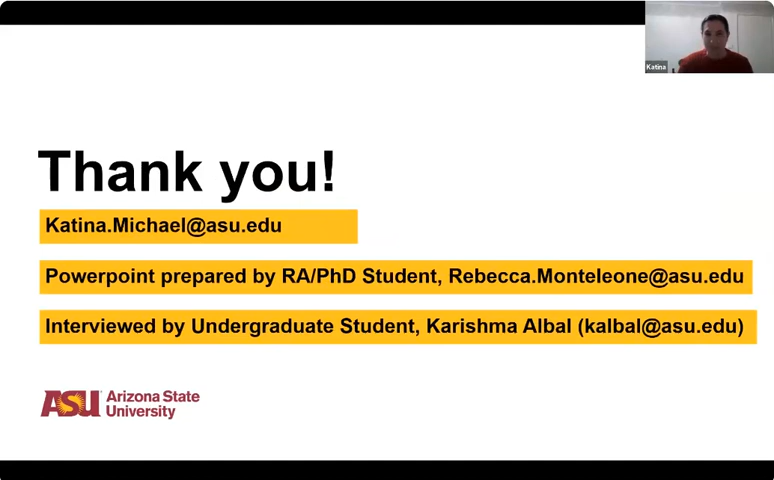 Katina
Thank you!
Katina.Michael@asu.edu
Powerpoint prepared by RA/PhD Student, Rebecca.Monteleone@asu.edu
Interviewed by Undergraduate Student, Karishma Albal (kalbal@asu.edu)
ASU Arizona State
University